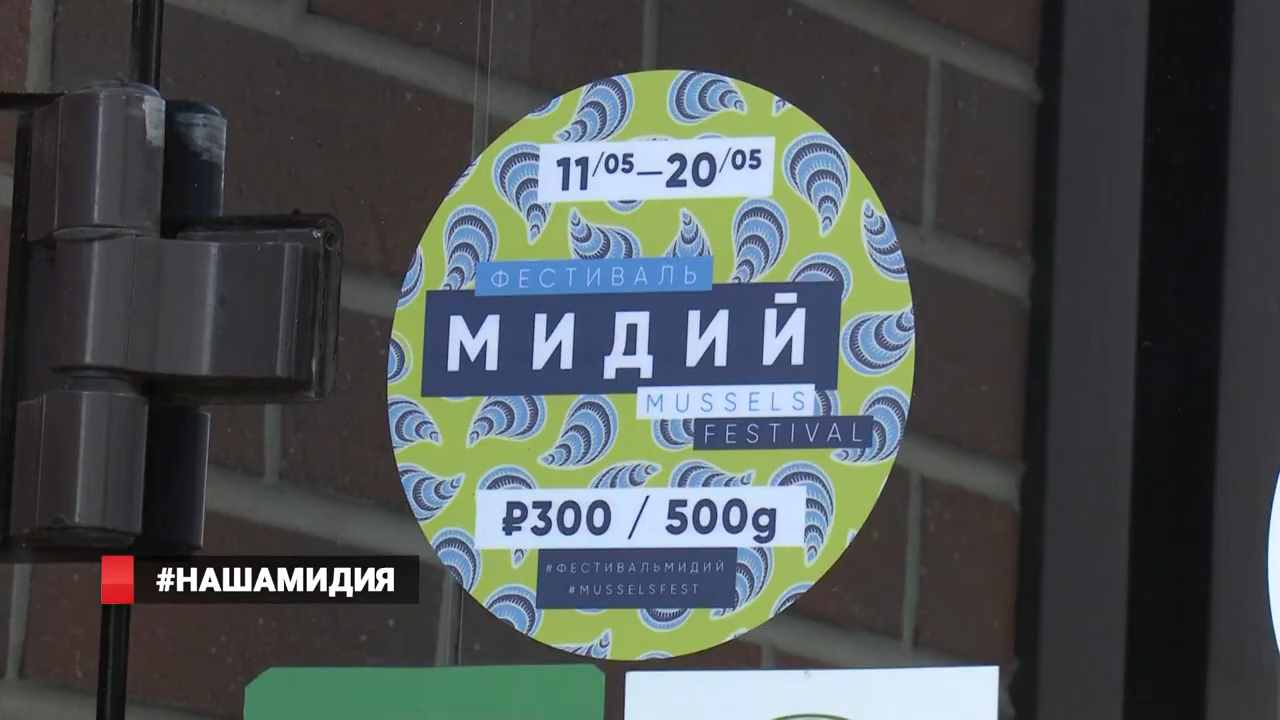 11/05–20/05
ФЕСТИВАЛЬ
МИДИЙ
MUSSELS
FESTIVAL
₽300 / 500g
#ФЕСТИВАЛЬМИДИЙ
#MUSSELSFEST
#НАШАМИДИЯ